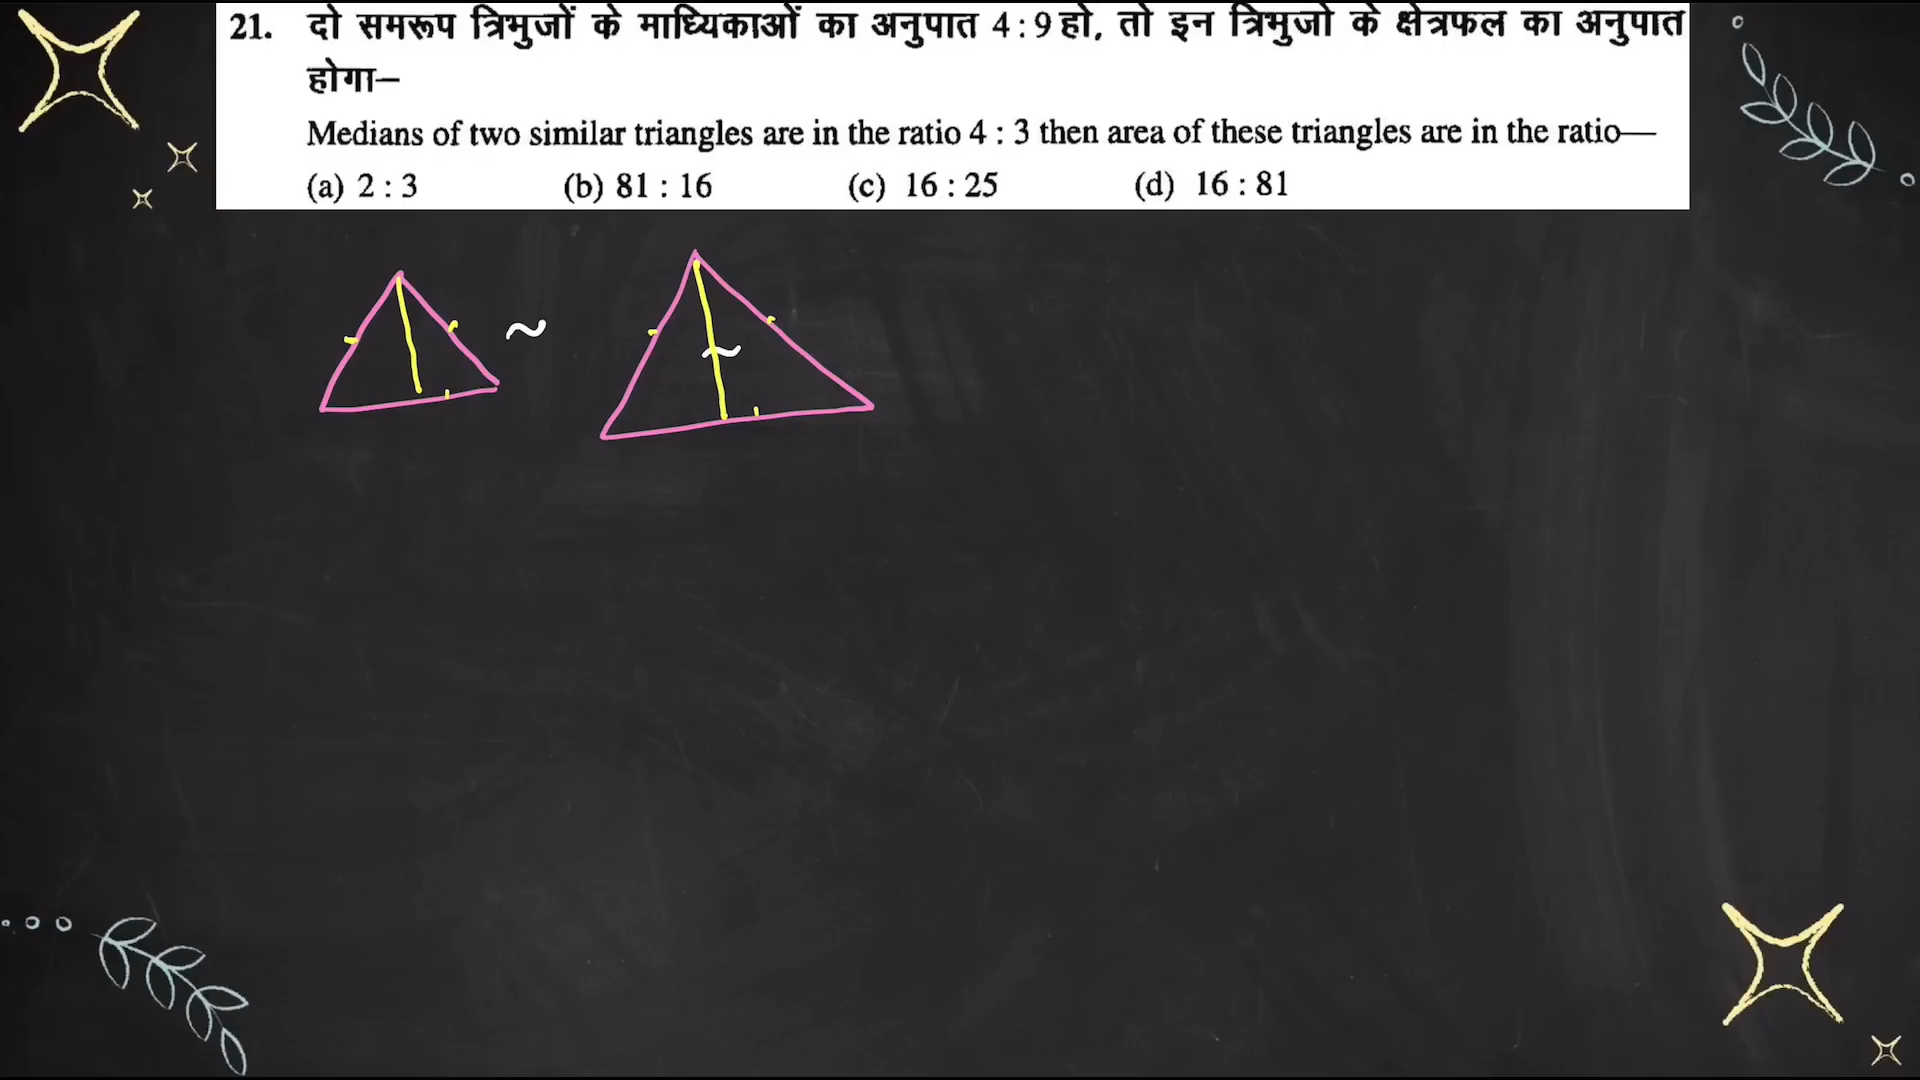 21. दो समरूप त्रिभुजों के माध्यिकाओं का अनुपात 4 : 9 हो, तो इन त्रिभुजो के क्षेत्रफल का अनुपात
होगा–
Medians of two similar triangles are in the ratio 4 : 3 then area of these triangles are in the ratio—
(a) 2 : 3 (b) 81 : 16 (c) 16 : 25 (d) 16 : 81
~ ~